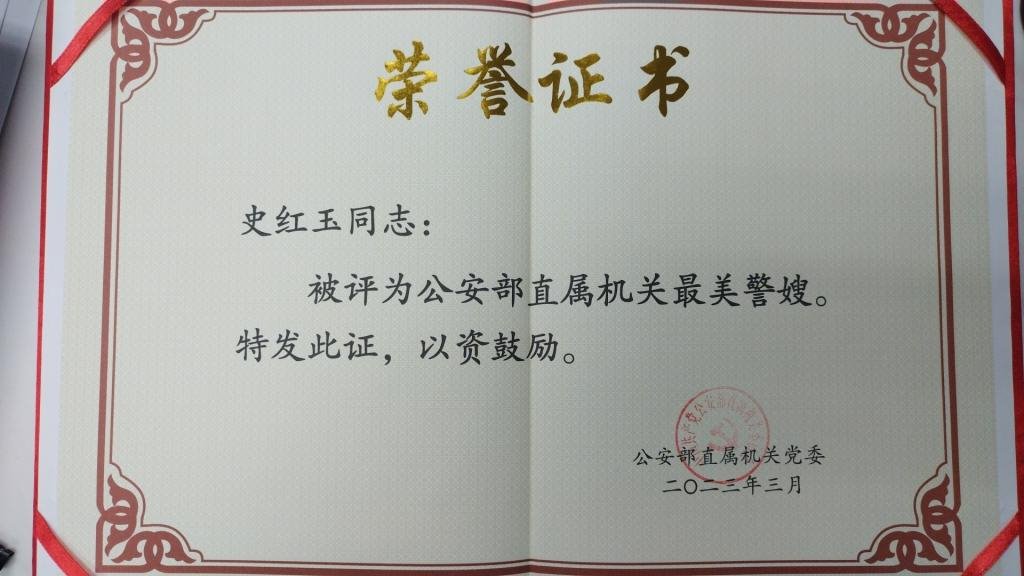 荣誉证书
史红玉同志：
被评为公安部直属机关最美警嫂。
特发此证，以资鼓励。
公安部直属机关党委
二〇二三年三月